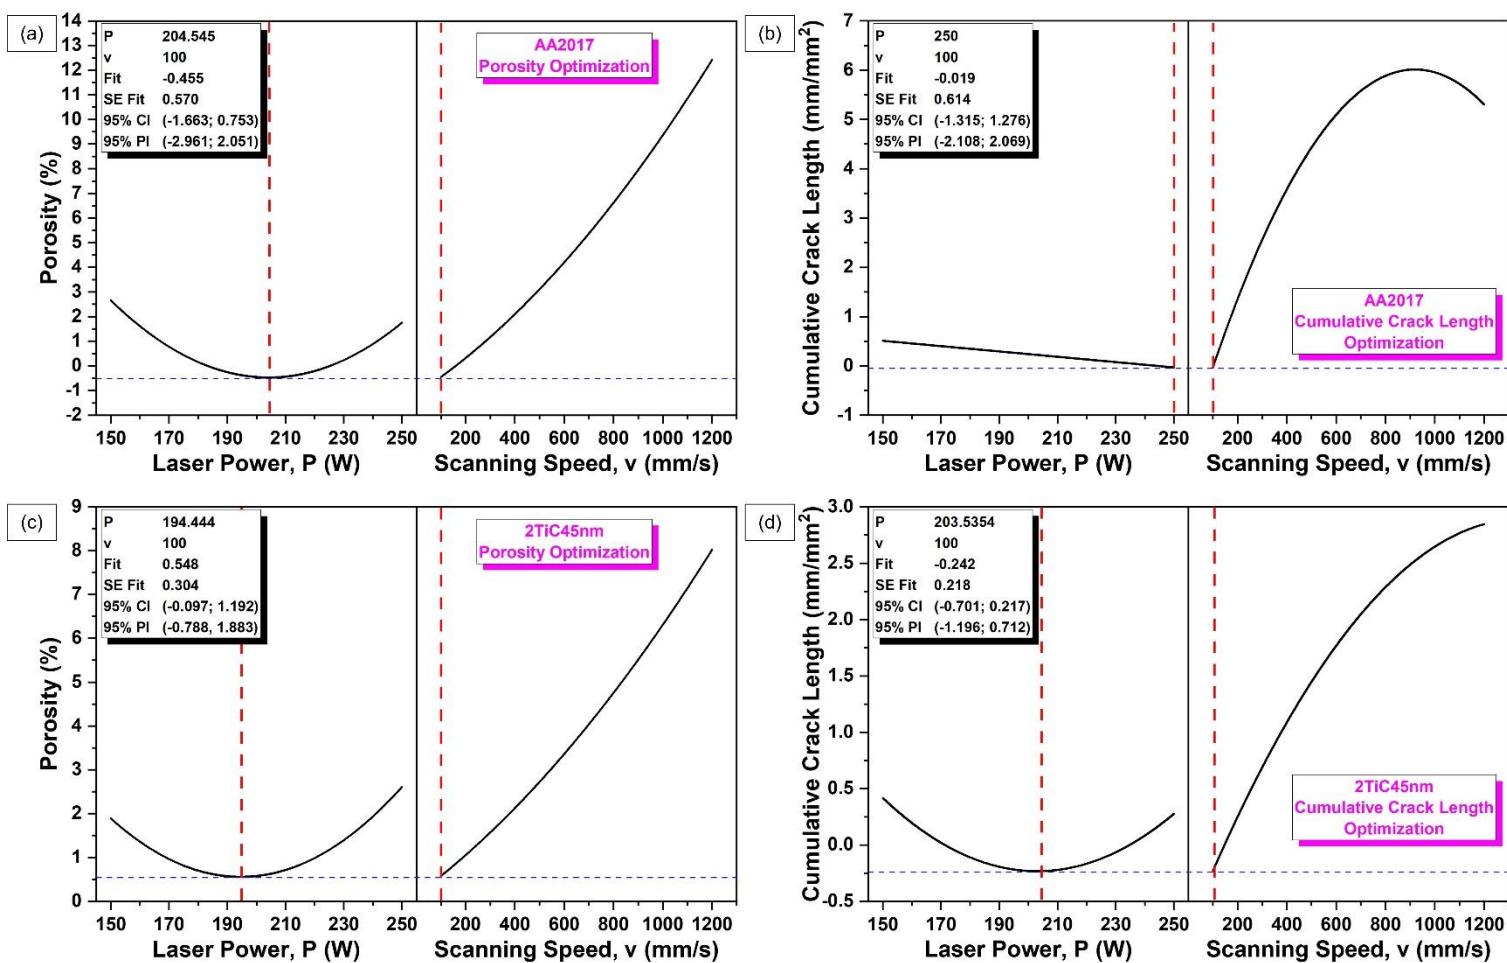 (a)
14
13
12
11
10
9
8
7
6
5
4
3
2
1
0
-1
-2
Porosity (%)
P 204.545
v 100
Fit -0.455
SE Fit 0.570
95% CI (-1.663; 0.753)
95% PI (-2.961; 2.051)
AA2017
Porosity Optimization
150 170 190 210 230 250 200 400 600 800 1000 1200
Laser Power, P (W) Scanning Speed, v (mm/s)
(b)
7
6
5
4
3
2
1
0
-1
Cumulative Crack Length (mm/mm²)
P 250
v 100
Fit -0.019
SE Fit 0.614
95% CI (-1.315; 1.276)
95% PI (-2.108; 2.069)
AA2017
Cumulative Crack Length
Optimization
150 170 190 210 230 250 200 400 600 800 1000 1200
Laser Power, P (W) Scanning Speed, v (mm/s)
(c)
9
8
7
6
5
4
3
2
1
0
Porosity (%)
P 194.444
v 100
Fit 0.548
SE Fit 0.304
95% CI (-0.097; 1.192)
95% PI (-0.788, 1.883)
2TiC45nm
Porosity Optimization
150 170 190 210 230 250 200 400 600 800 1000 1200
Laser Power, P (W) Scanning Speed, v (mm/s)
(d)
3.0
2.5
2.0
1.5
1.0
0.5
0.0
-0.5
Cumulative Crack Length (mm/mm²)
P 203.5354
v 100
Fit -0.242
SE Fit 0.218
95% CI (-0.701; 0.217)
95% PI (-1.196; 0.712)
2TiC45nm
Cumulative Crack Length
Optimization
150 170 190 210 230 250 200 400 600 800 1000 1200
Laser Power, P (W) Scanning Speed, v (mm/s)